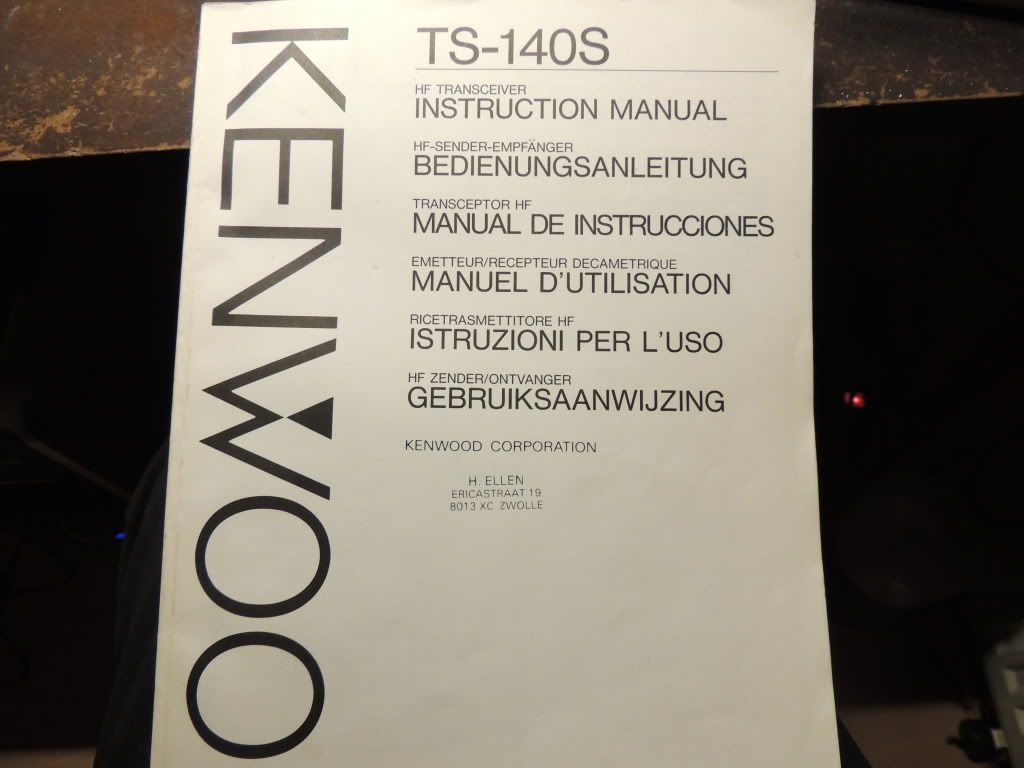 KENWOO
TS-140S
HF TRANSCEIVER
INSTRUCTION MANUAL
HF-SENDER-EMPFÄNGER
BEDIENUNGSANLEITUNG
TRANSCEPTOR HF
MANUAL DE INSTRUCCIONES
EMETTEUR/RECEPTEUR DECAMETRIQUE
MANUEL D'UTILISATION
RICETRASMETTITORE HF
ISTRUZIONI PER L'USO
HF ZENDER/ONTVANGER
GEBRUIKSAANWIJZING
KENWOOD CORPORATION
H. ELLEN
ERICASTRAAT 19
8013 XC ZWOLLE